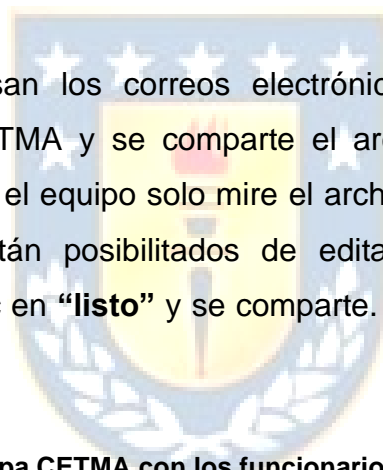 san los correos electrónic
TMA y se comparte el ar
el equipo solo mire el arch
tán posibilitados de edita
en “listo” y se comparte.
pa CETMA con los funcionario